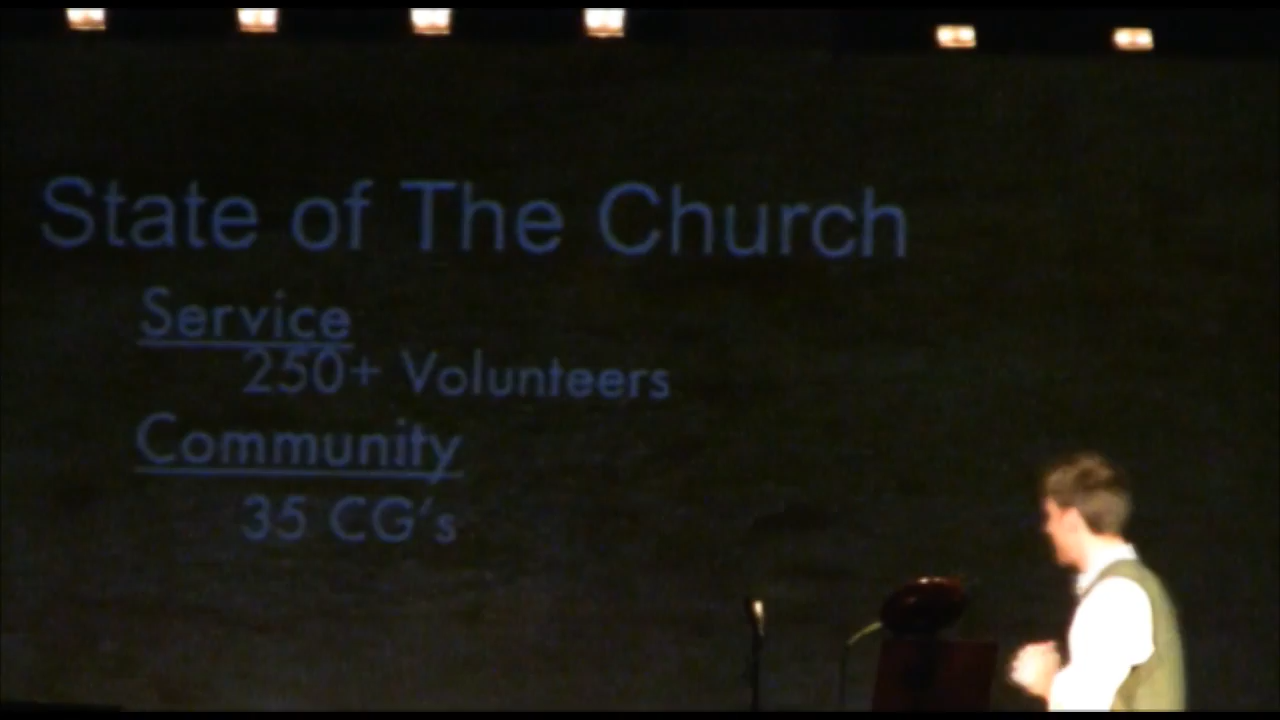 State of The Church
Service
250+ Volunteers
Community
35 CG's